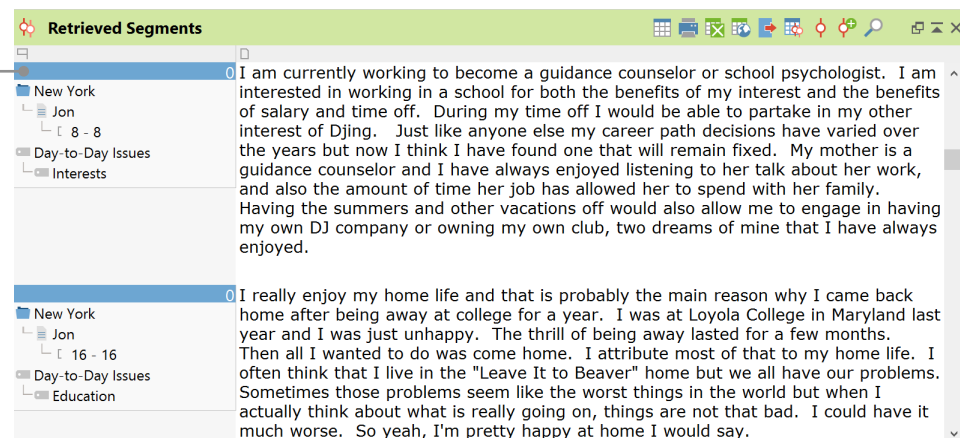 Retrieved Segments
0 I am currently working to become a guidance counselor or school psychologist.  I am
New York interested in working in a school for both the benefits of my interest and the benefits
Jon of salary and time off.  During my time off I would be able to partake in my other
8 - 8 interest of Djing.   Just like anyone else my career path decisions have varied over
Day-to-Day Issues the years but now I think I have found one that will remain fixed.  My mother is a
Interests guidance counselor and I have always enjoyed listening to her talk about her work,
and also the amount of time her job has allowed her to spend with her family.
Having the summers and other vacations off would also allow me to engage in having
my own DJ company or owning my own club, two dreams of mine that I have always
enjoyed.
0 I really enjoy my home life and that is probably the main reason why I came back
New York home after being away at college for a year.  I was at Loyola College in Maryland last
Jon year and I was just unhappy.  The thrill of being away lasted for a few months.
16 - 16 Then all I wanted to do was come home.  I attribute most of that to my home life.  I
Day-to-Day Issues often think that I live in the "Leave It to Beaver" home but we all have our problems.
Education Sometimes those problems seem like the worst things in the world but when I
actually think about what is really going on, things are not that bad.  I could have it
much worse.  So yeah, I'm pretty happy at home I would say.